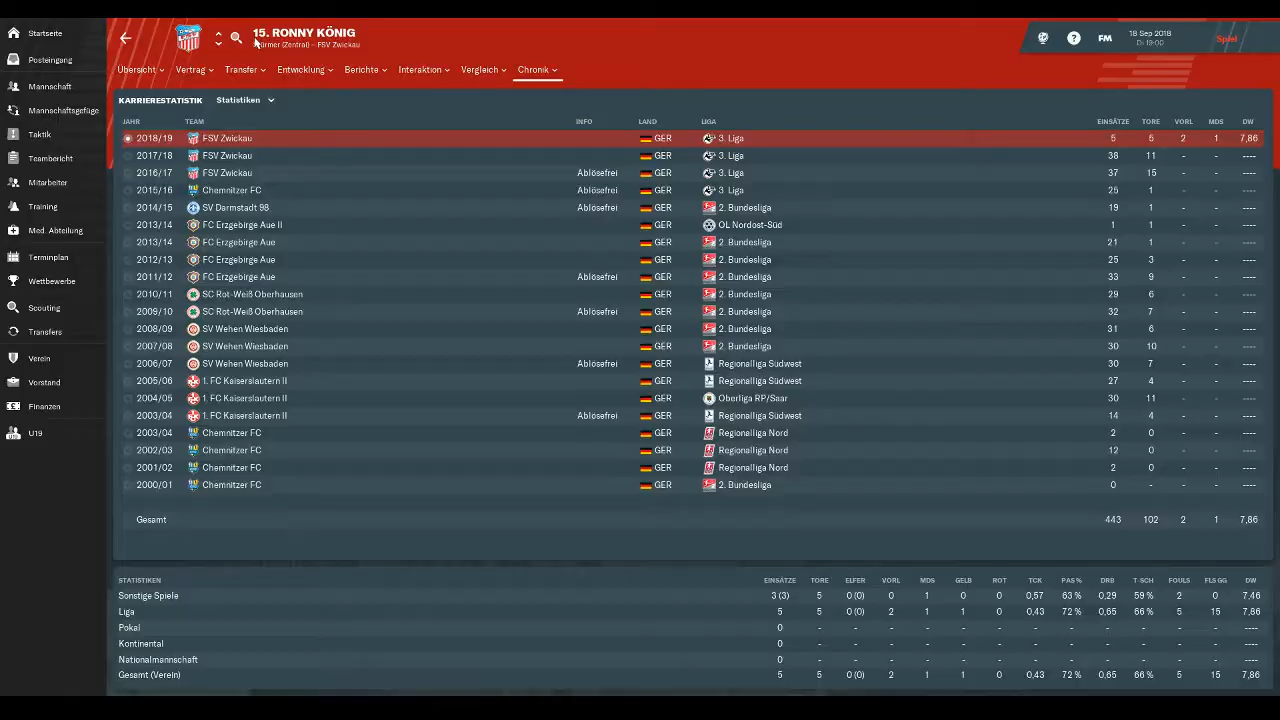 Startseite
Posteingang
Mannschaft
Mannschaftsgefüge
Taktik
Teambericht
Mitarbeiter
Training
Med. Abteilung
Terminplan
Wettbewerbe
Scouting
Transfers
Verein
Vorstand
Finanzen
U19
15. RONNY KÖNIG
(Zentral) – FSV Zwickau
FM
18 Sep 2018
Di 19:00
Spiel
Übersicht Vertrag Transfer Entwicklung Berichte Interaktion Vergleich Chronik
KARRIERESTATISTIK Statistiken
JAHR TEAM INFO LAND LIGA EINSÄTZE TORE VORL MDS DW
2018/19 FSV Zwickau GER 3. Liga 5 5 2 1 7,86
2017/18 FSV Zwickau GER 3. Liga 38 11 - - ----
2016/17 FSV Zwickau Ablösefrei GER 3. Liga 37 15 - - ----
2015/16 Chemnitzer FC Ablösefrei GER 3. Liga 25 1 - - ----
2014/15 SV Darmstadt 98 Ablösefrei GER 2. Bundesliga 19 1 - - ----
2013/14 FC Erzgebirge Aue II GER OL Nordost-Süd 1 1 - - ----
2013/14 FC Erzgebirge Aue GER 2. Bundesliga 21 1 - - ----
2012/13 FC Erzgebirge Aue GER 2. Bundesliga 25 3 - - ----
2011/12 FC Erzgebirge Aue Ablösefrei GER 2. Bundesliga 33 9 - - ----
2010/11 SC Rot-Weiß Oberhausen GER 2. Bundesliga 29 6 - - ----
2009/10 SC Rot-Weiß Oberhausen Ablösefrei GER 2. Bundesliga 32 7 - - ----
2008/09 SV Wehen Wiesbaden GER 2. Bundesliga 31 6 - - ----
2007/08 SV Wehen Wiesbaden GER 2. Bundesliga 30 10 - - ----
2006/07 SV Wehen Wiesbaden Ablösefrei GER Regionalliga Südwest 30 7 - - ----
2005/06 1. FC Kaiserslautern II GER Regionalliga Südwest 27 4 - - ----
2004/05 1. FC Kaiserslautern II GER Oberliga RP/Saar 30 11 - - ----
2003/04 1. FC Kaiserslautern II Ablösefrei GER Regionalliga Südwest 14 4 - - ----
2003/04 Chemnitzer FC GER Regionalliga Nord 2 0 - - ----
2002/03 Chemnitzer FC GER Regionalliga Nord 12 0 - - ----
2001/02 Chemnitzer FC GER Regionalliga Nord 2 0 - - ----
2000/01 Chemnitzer FC GER 2. Bundesliga 0 - - - ----
Gesamt 443 102 2 1 7,86
STATISTIKEN EINSÄTZE TORE ELFER VORL MDS GELB ROT TCK PAS % DRB T-SCH FOULS FLS GG DW
Sonstige Spiele 3 (3) 5 0 (0) 0 1 0 0 0,57 63 % 0,29 59 % 2 0 7,46
Liga 5 5 0 (0) 2 1 1 0 0,43 72 % 0,65 66 % 5 15 7,86
Pokal 0 - - - - - - - - - - - - ----
Kontinental 0 - - - - - - - - - - - - ----
Nationalmannschaft 0 - - - - - - - - - - - - ----
Gesamt (Verein) 5 5 0 (0) 2 1 1 0 0,43 72 % 0,65 66 % 5 15 7,86